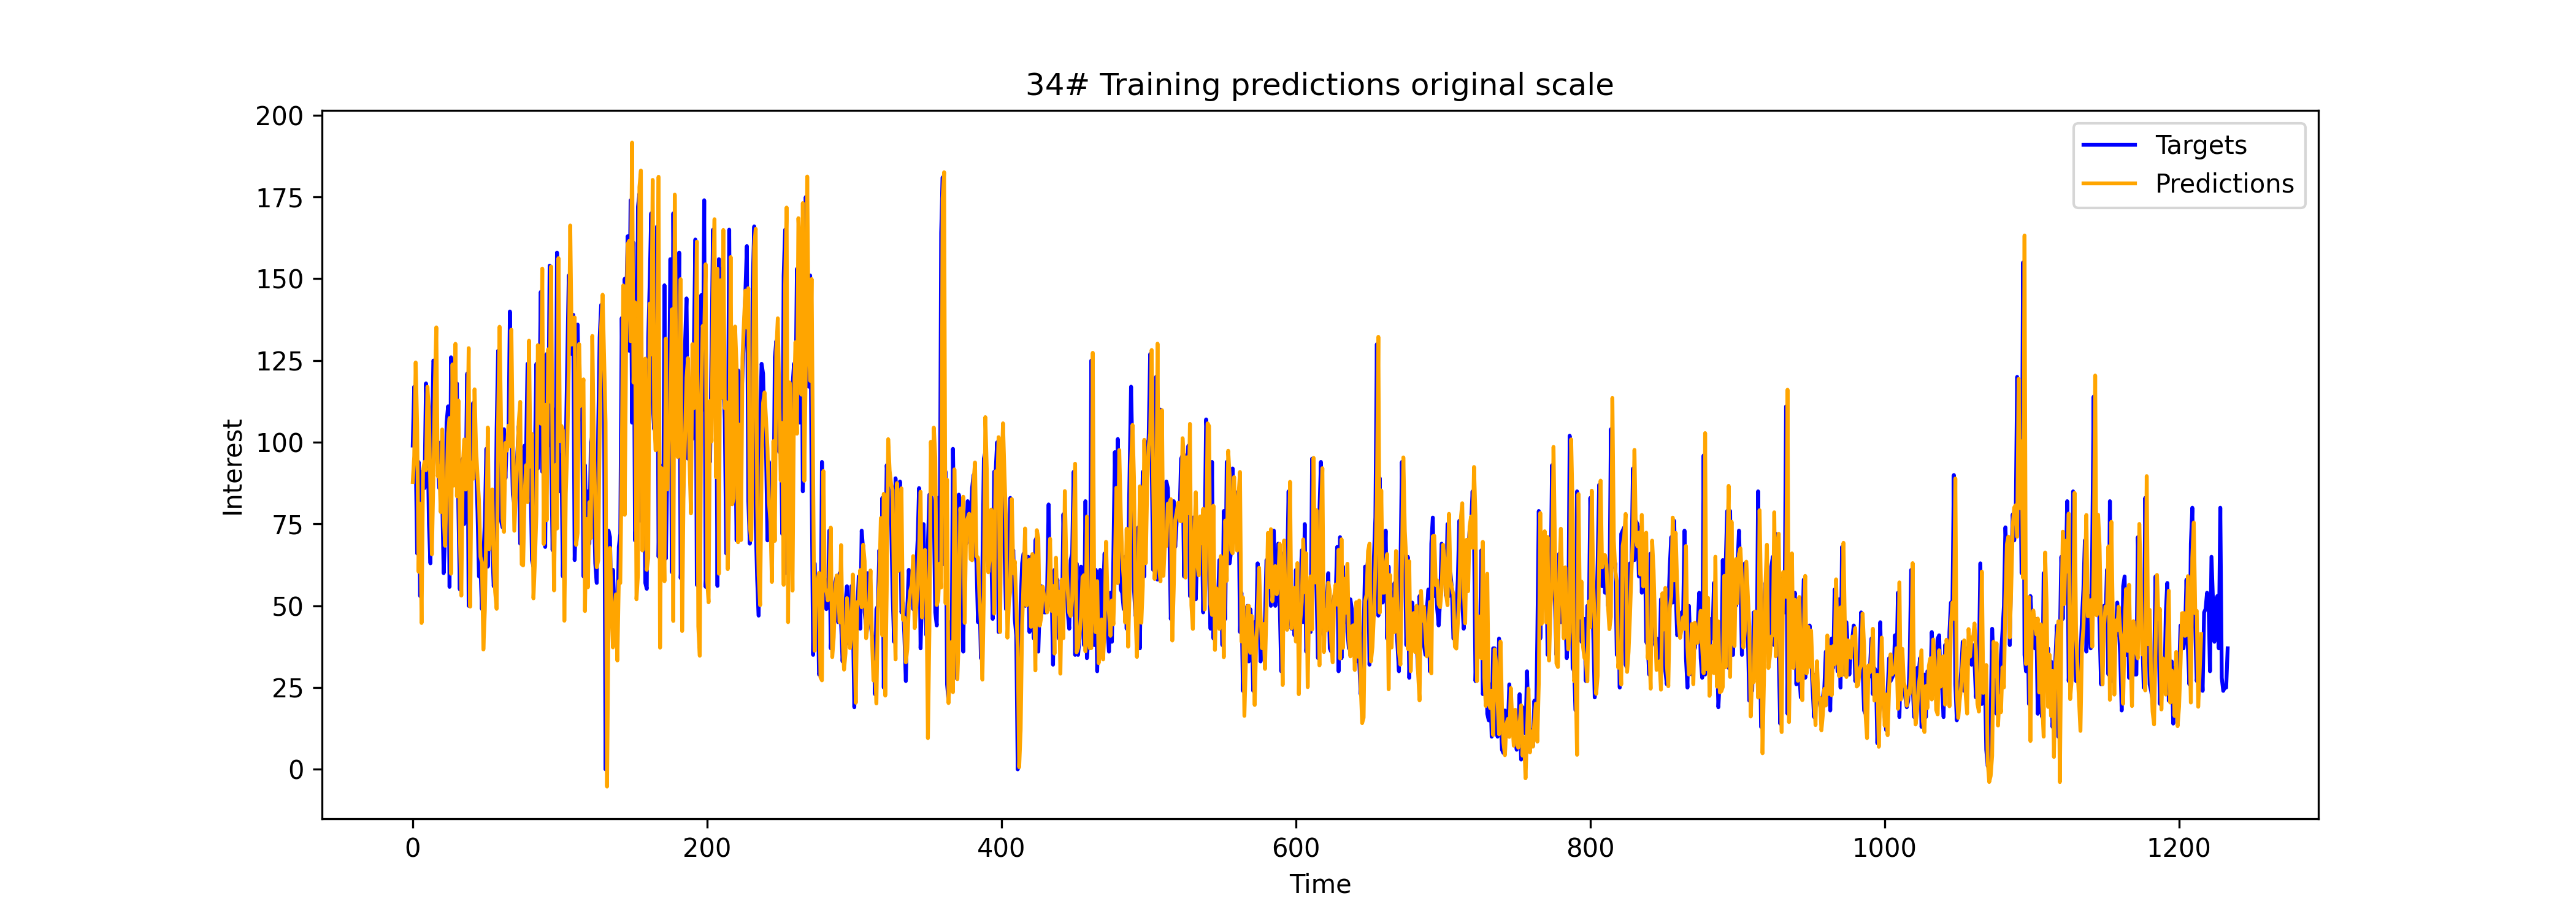 34# Training predictions original scale
Targets
Predictions
Interest
200
175
150
125
100
75
50
25
0
0 200 400 600 800 1000 1200
Time